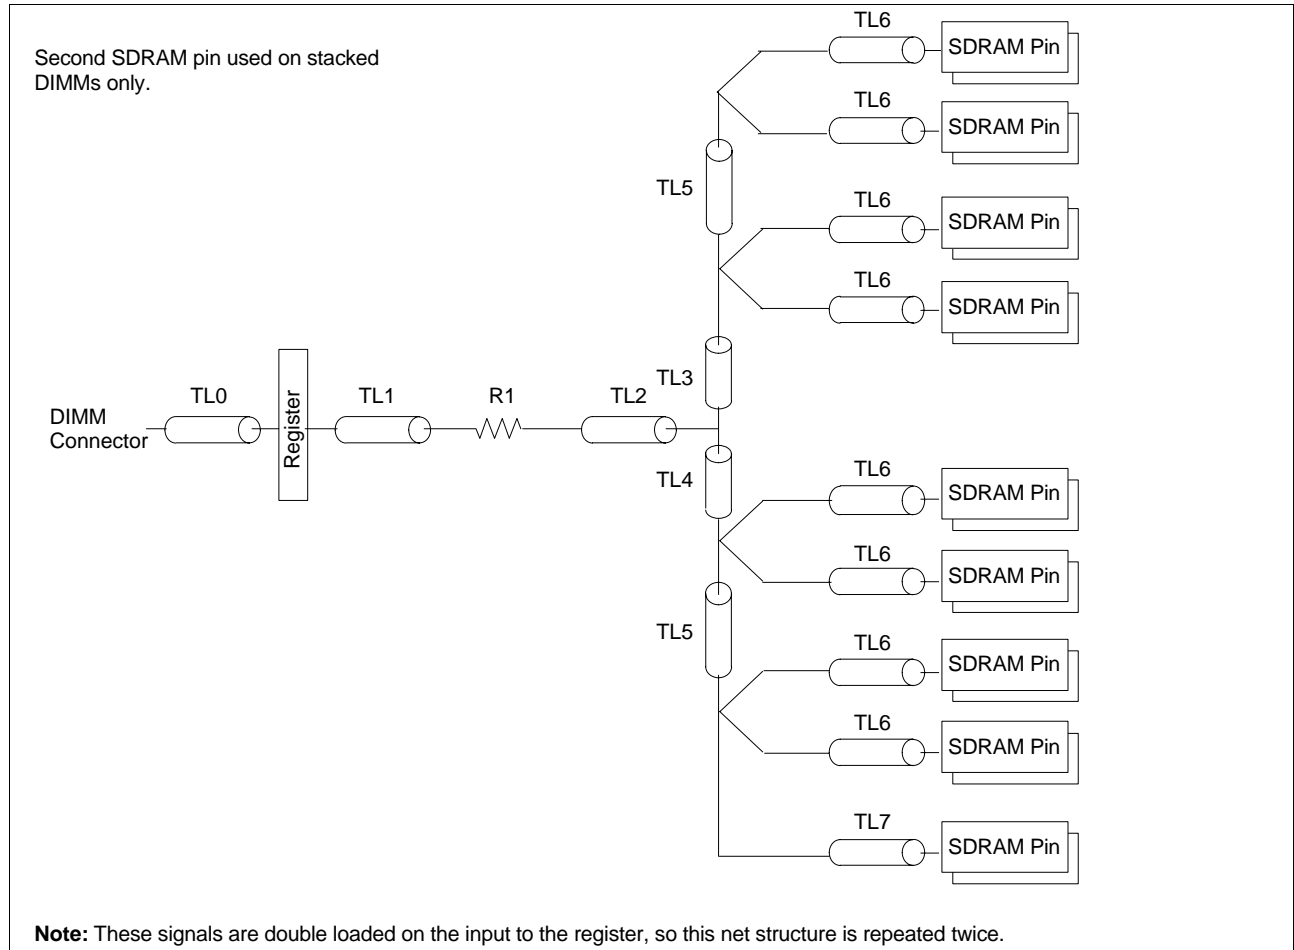 Second SDRAM pin used on stacked
DIMMs only.
TL6
SDRAM Pin
TL6
SDRAM Pin
TL5
TL6
SDRAM Pin
TL6
SDRAM Pin
TL3
DIMM
Connector
TL0
Register
TL1
R1
TL2
TL4
TL6
SDRAM Pin
TL6
SDRAM Pin
TL5
TL6
SDRAM Pin
TL6
SDRAM Pin
TL7
SDRAM Pin
Note: These signals are double loaded on the input to the register, so this net structure is repeated twice.